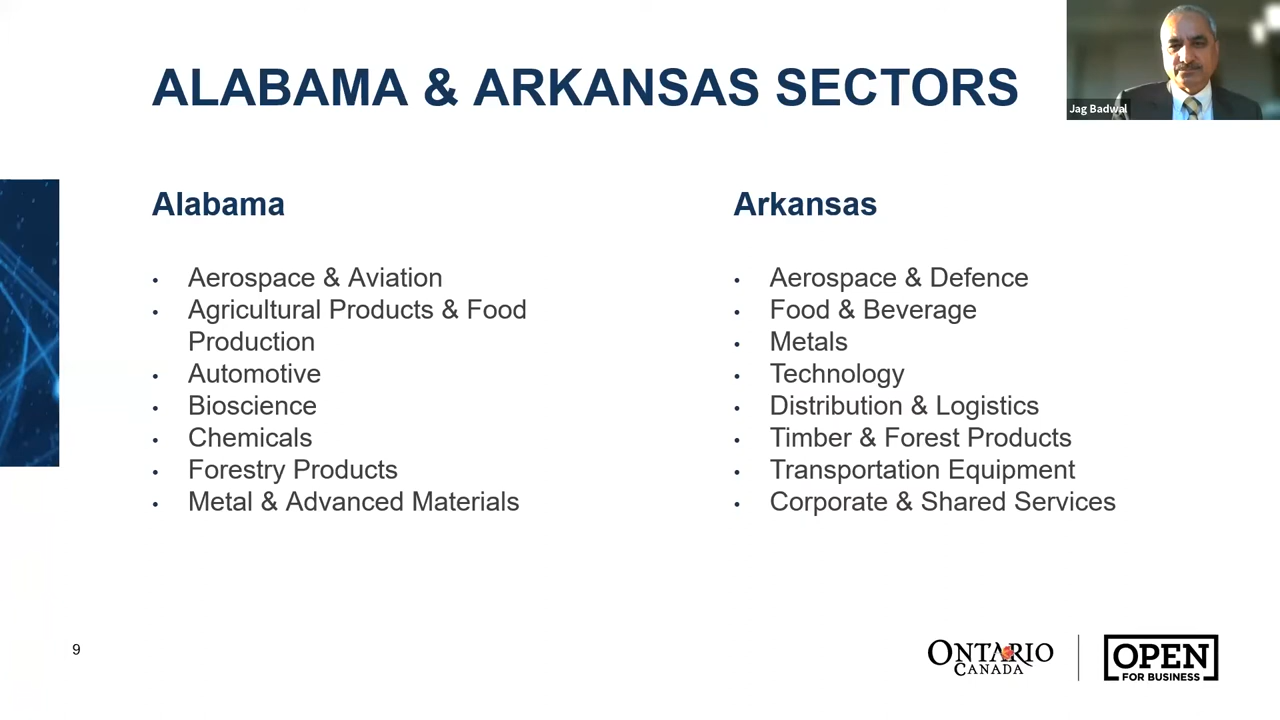 ALABAMA & ARKANSAS SECTORS
Jag Badwal
Alabama
• Aerospace & Aviation
• Agricultural Products & Food
Production
• Automotive
• Bioscience
• Chemicals
• Forestry Products
• Metal & Advanced Materials
Arkansas
• Aerospace & Defence
• Food & Beverage
• Metals
• Technology
• Distribution & Logistics
• Timber & Forest Products
• Transportation Equipment
• Corporate & Shared Services
9
ONTARIO
CANADA
OPEN
FOR BUSINESS